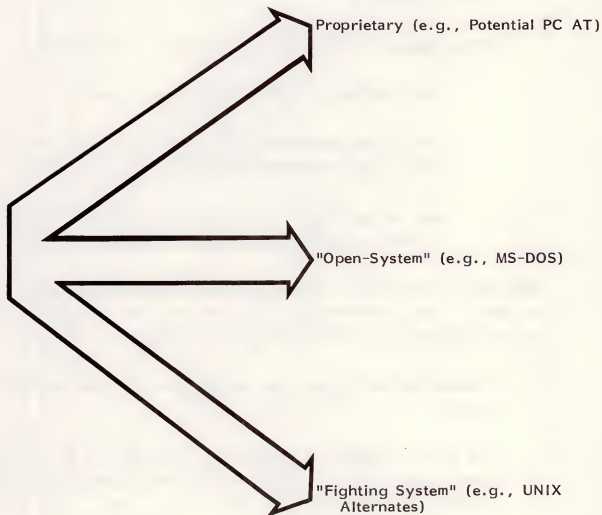 Proprietary (e.g., Potential PC AT)
"Open-System" (e.g., MS-DOS)
"Fighting System" (e.g., UNIX
Alternates)